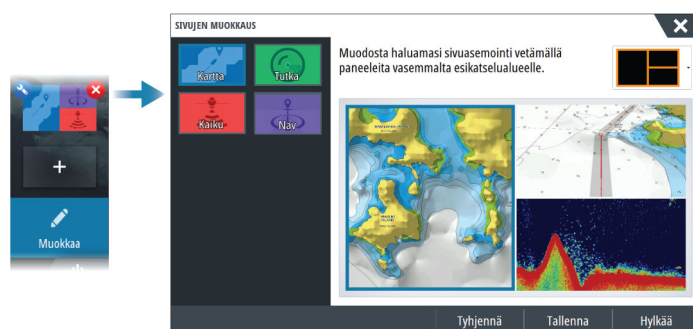 SIVUJEN MUOKKAUS
Kartta
Tutka
Kaiku
Nav
Muodosta haluamasi sivuasemointi vetämällä
paneeleita vasemmalta esikatselualueelle.
+
Muokkaa
Tyhjennä
Tallenna
Hylkää